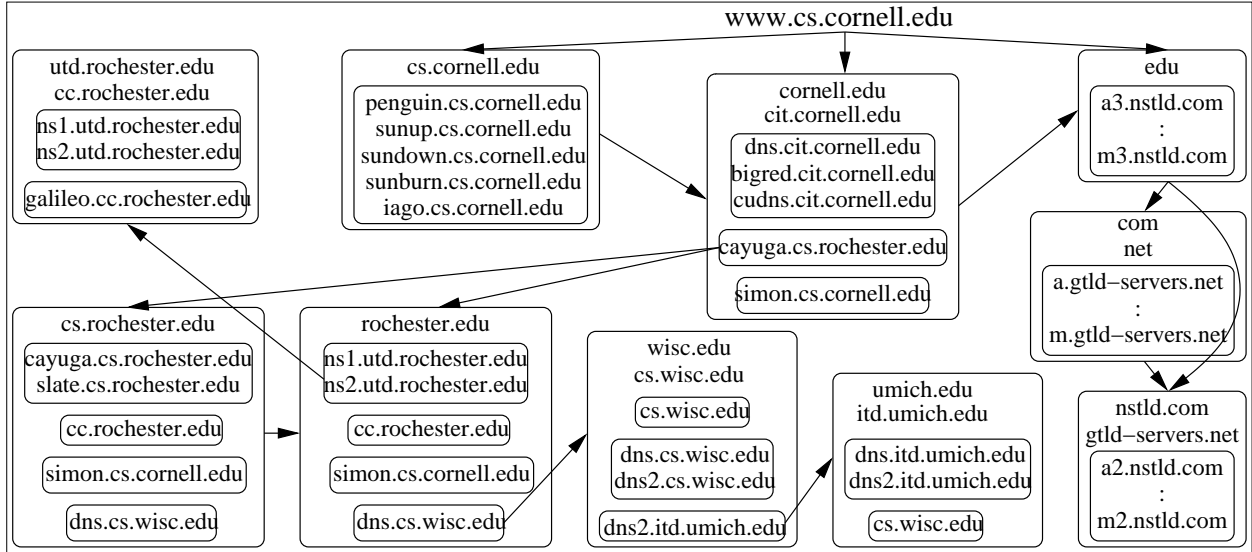 www.cs.cornell.edu
utd.rochester.edu
cc.rochester.edu
ns1.utd.rochester.edu
ns2.utd.rochester.edu
galileo.cc.rochester.edu
cs.cornell.edu
penguin.cs.cornell.edu
sunup.cs.cornell.edu
sundown.cs.cornell.edu
sunburn.cs.cornell.edu
iago.cs.cornell.edu
cornell.edu
cit.cornell.edu
dns.cit.cornell.edu
bigred.cit.cornell.edu
cudns.cit.cornell.edu
cayuga.cs.rochester.edu
simon.cs.cornell.edu
edu
a3.nstld.com
:
m3.nstld.com
com
net
a.gtld−servers.net
:
m.gtld−servers.net
cs.rochester.edu
cayuga.cs.rochester.edu
slate.cs.rochester.edu
cc.rochester.edu
simon.cs.cornell.edu
dns.cs.wisc.edu
rochester.edu
ns1.utd.rochester.edu
ns2.utd.rochester.edu
cc.rochester.edu
simon.cs.cornell.edu
dns.cs.wisc.edu
wisc.edu
cs.wisc.edu
cs.wisc.edu
dns.cs.wisc.edu
dns2.cs.wisc.edu
dns2.itd.umich.edu
umich.edu
itd.umich.edu
dns.itd.umich.edu
dns2.itd.umich.edu
cs.wisc.edu
nstld.com
gtld−servers.net
a2.nstld.com
:
m2.nstld.com